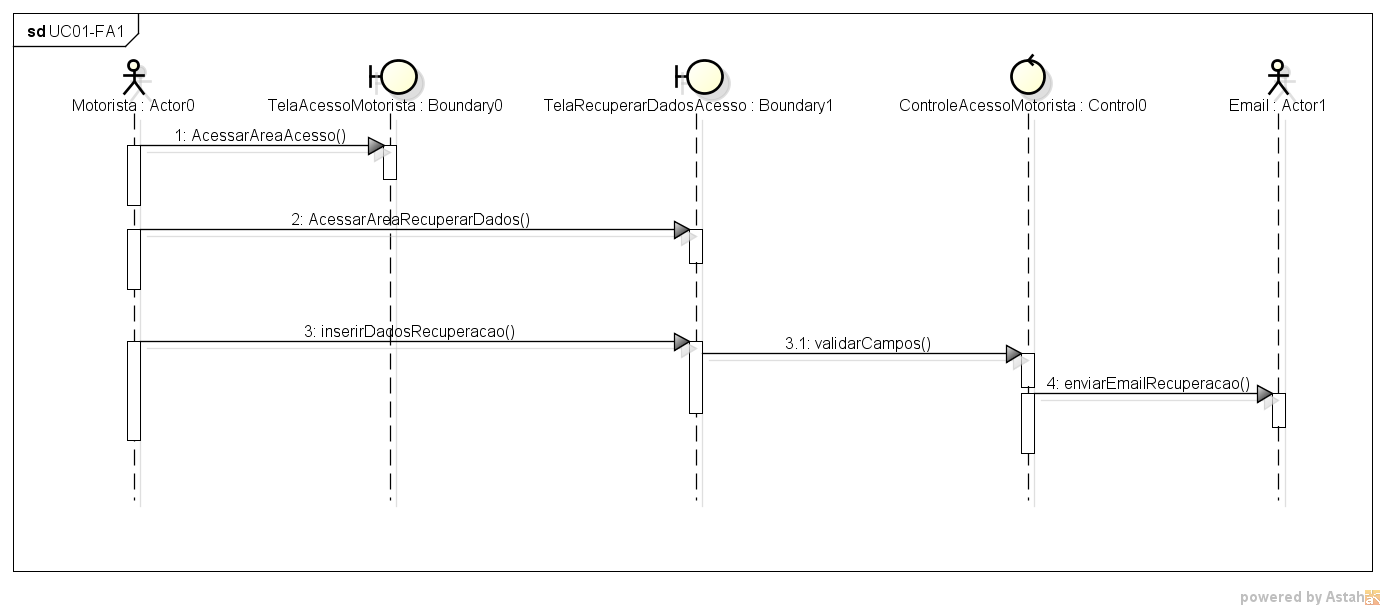 sd UC01-FA1
Motorista : Actor0
TelaAcessoMotorista : Boundary0
TelaRecuperarDadosAcesso : Boundary1
ControleAcessoMotorista : Control0
Email : Actor1
1: AcessarAreaAcesso()
2: AcessarAreaRecuperarDados()
3: inserirDadosRecuperacao()
3.1: validarCampos()
4: enviarEmailRecuperacao()
powered by Astah